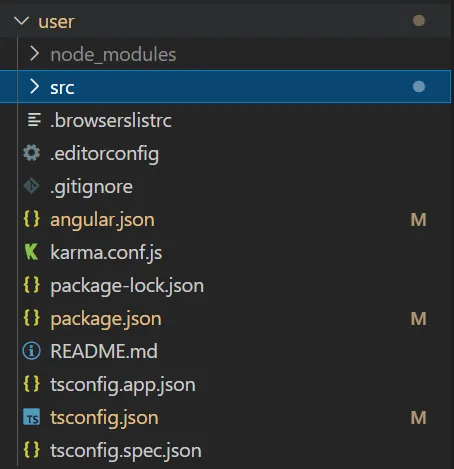 user
node_modules
src
.browserslistrc
.editorconfig
.gitignore
{} angular.json M
karma.conf.js
{} package-lock.json
{} package.json M
README.md
{} tsconfig.app.json
TS tsconfig.json M
{} tsconfig.spec.json